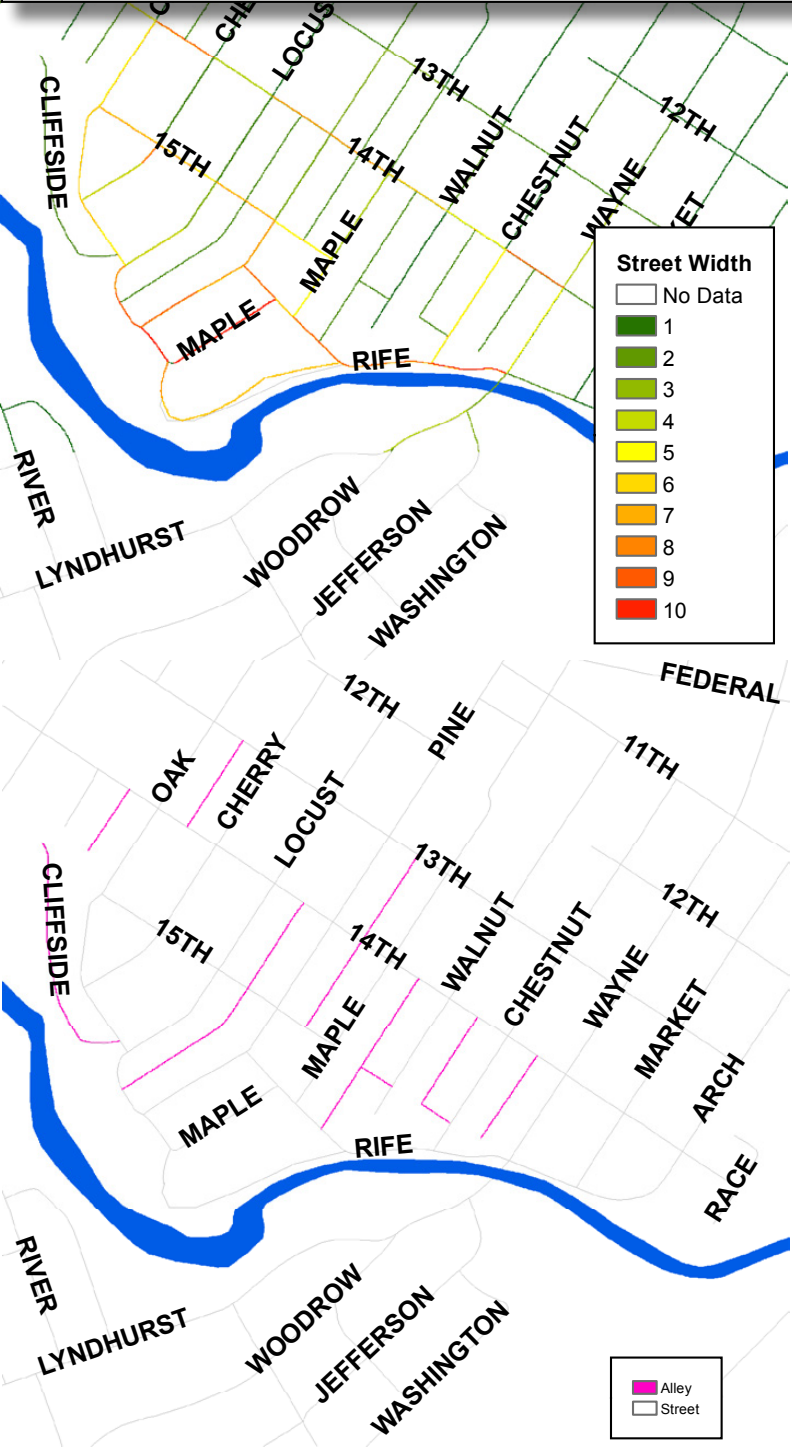 CLIFFSIDE
13TH
12TH
15TH
14TH
WALNUT
CHESTNUT
WAYNE
MAPLE
MAPLE
RIFE
RIVER
LYNDHURST
WOODROW
JEFFERSON
WASHINGTON
Street Width
No Data
1
2
3
4
5
6
7
8
9
10
FEDERAL
12TH
PINE
11TH
OAK
CHERRY
LOCUST
13TH
12TH
CLIFFSIDE
15TH
14TH
WALNUT
CHESTNUT
WAYNE
MARKET
MAPLE
ARCH
MAPLE
RIFE
RACE
RIVER
LYNDHURST
WOODROW
JEFFERSON
WASHINGTON
Alley
Street